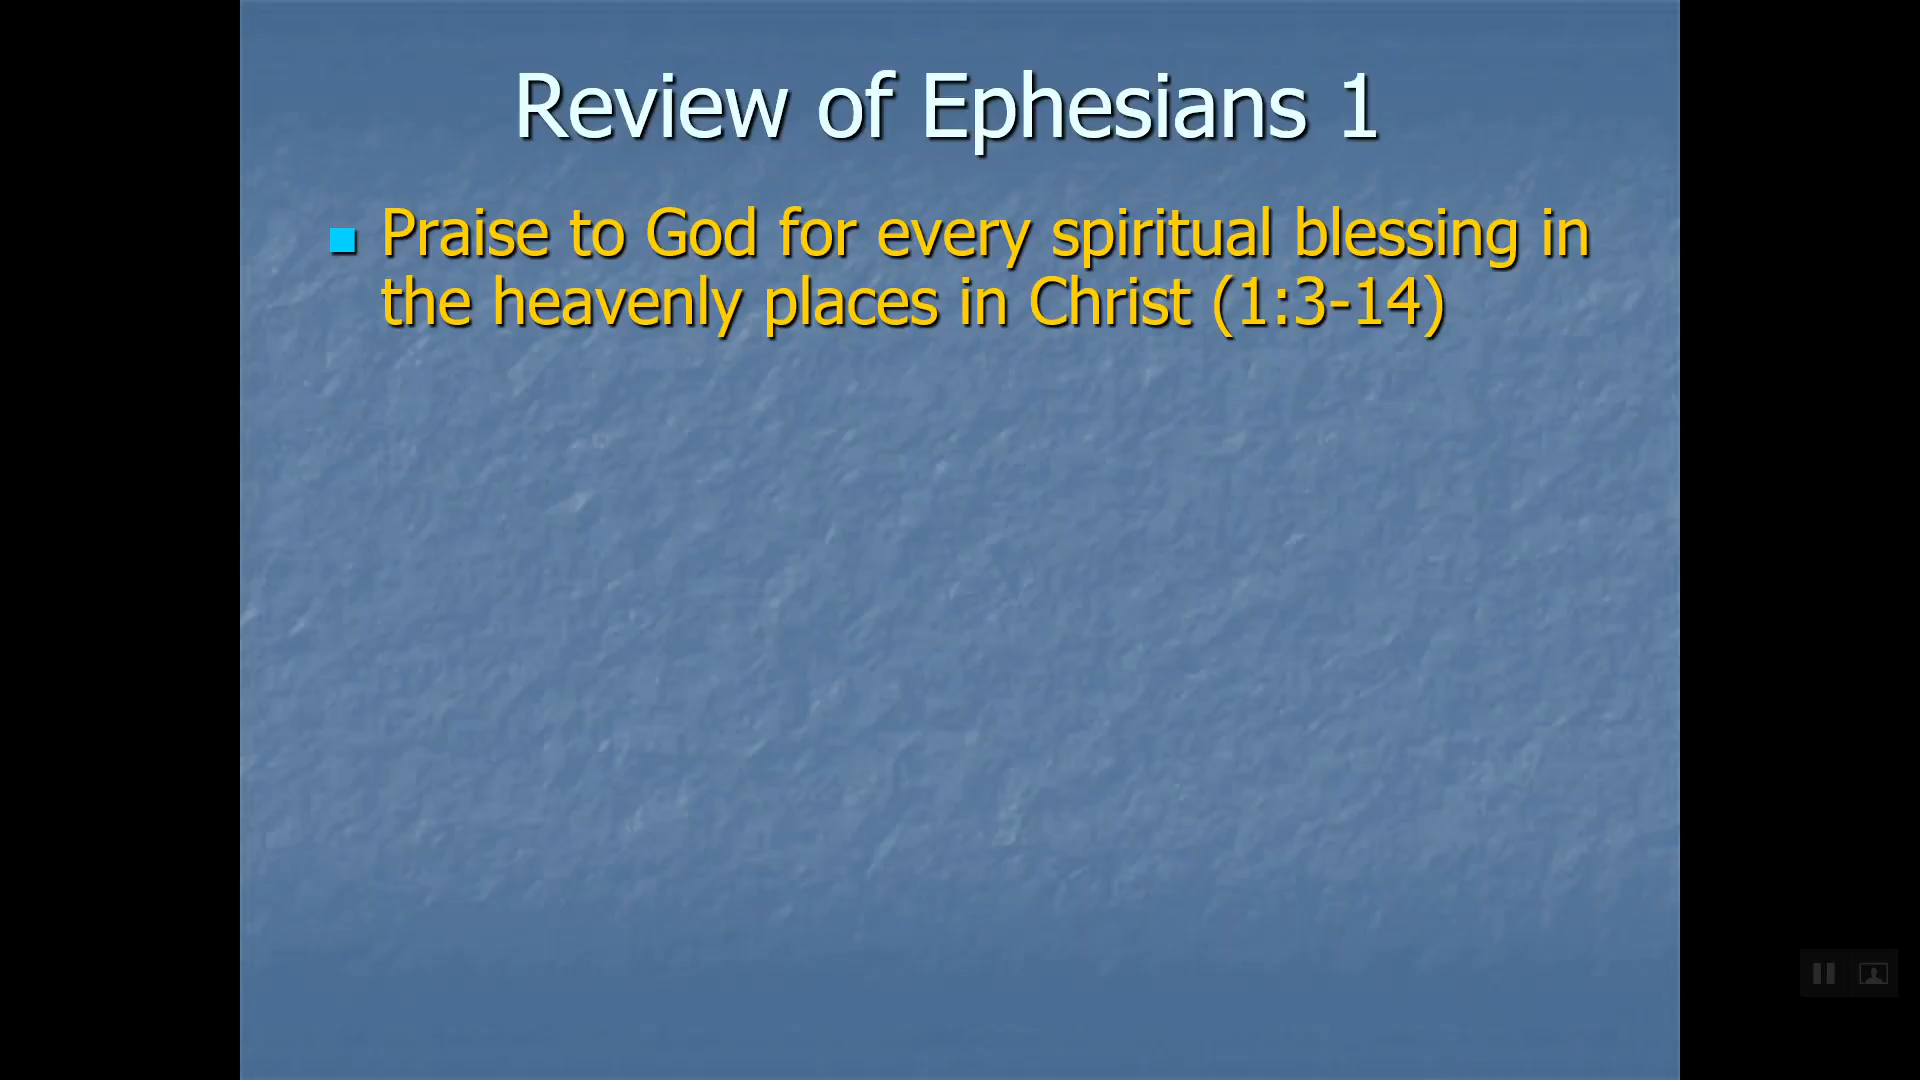 Review of Ephesians 1
Praise to God for every spiritual blessing in
the heavenly places in Christ (1:3-14)